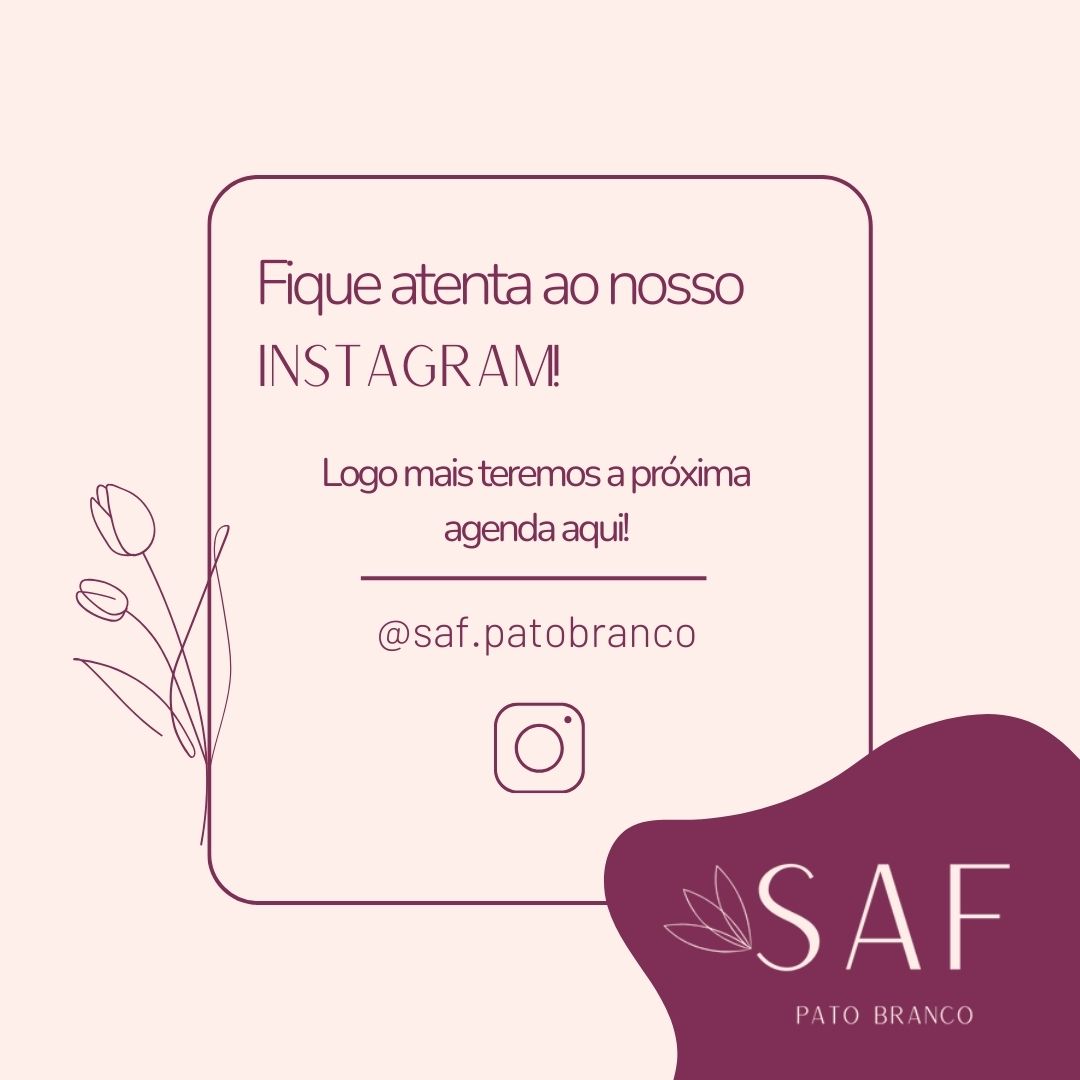 Fique atenta ao nosso
INSTAGRAM!
Logo mais teremos a próxima
agenda aqui!
@saf.patobranco
SAF
PATO BRANCO